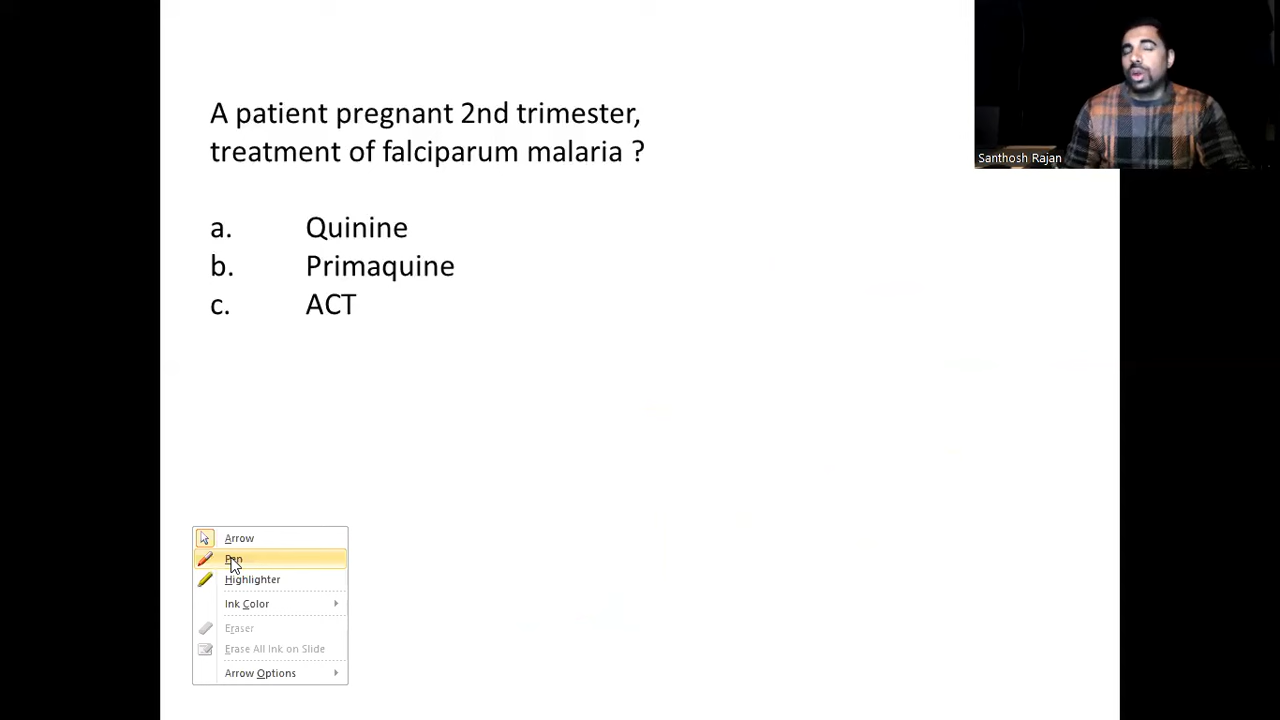 A patient pregnant 2nd trimester,
treatment of falciparum malaria ?
a. Quinine
b. Primaquine
c. ACT
Santhosh Rajan
Arrow
Pen
Highlighter
Ink Color
Eraser
Erase All Ink on Slide
Arrow Options